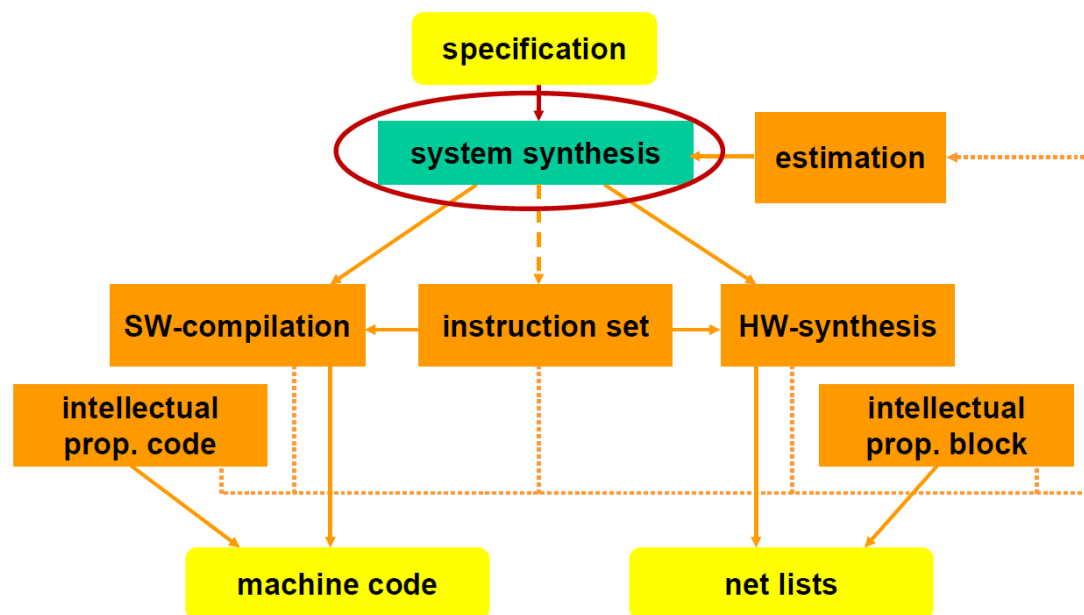 specification
system synthesis
estimation
SW-compilation
instruction set
HW-synthesis
intellectual
prop. code
intellectual
prop. block
machine code
net lists